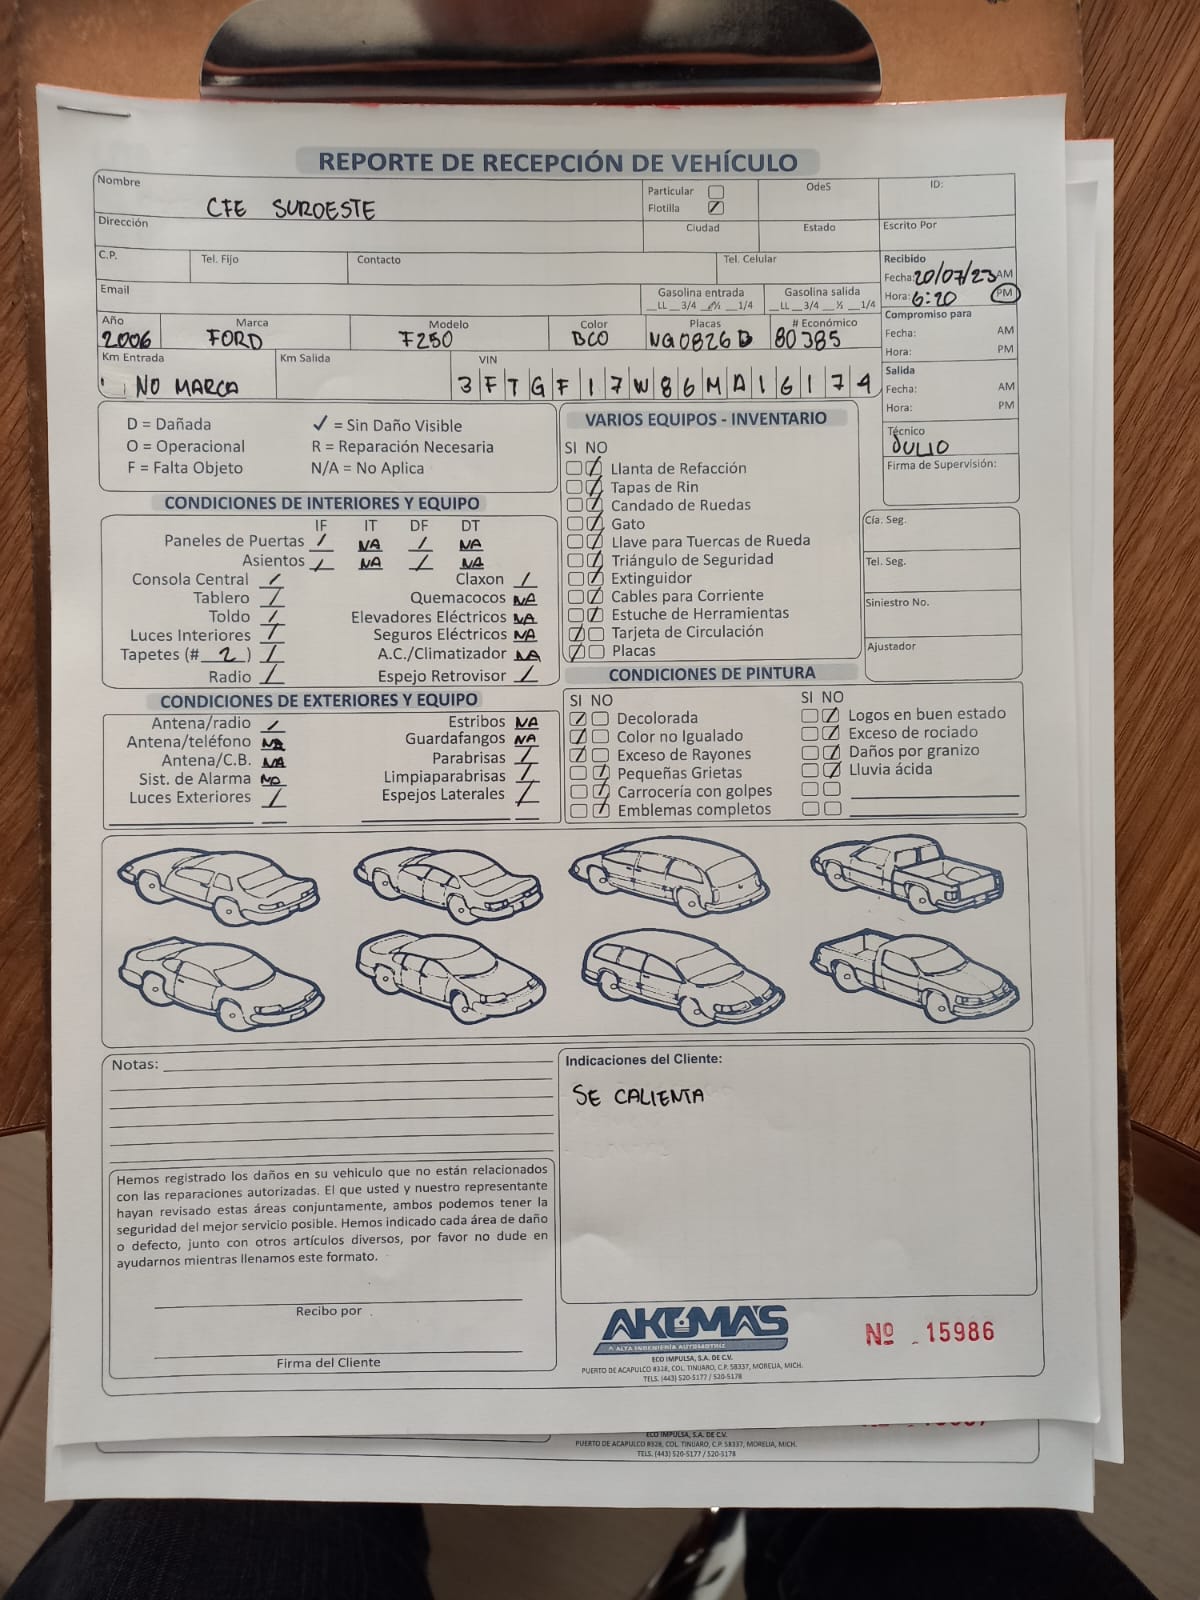 REPORTE DE RECEPCIÓN DE VEHÍCULO
Nombre
CFE SUROESTE
Particular
Flotilla
OdeS
ID:
Dirección
Ciudad
Estado
Escrito Por
C.P.
Tel. Fijo
Contacto
Tel. Celular
Recibido
Fecha: 20/07/23 AM
Hora: 6:20 PM
Email
Gasolina entrada
__LL __3/4 __½ __1/4
Gasolina salida
__LL __3/4 __½ __1/4
Compromiso para
Fecha: AM
Hora: PM
Año
2006
Marca
FORD
Modelo
F250
Color
BCO
Placas
NG0826B
# Económico
80385
Km Entrada
NO MARCA
Km Salida
VIN
3FTGF17W86MA16174
Salida
Fecha: AM
Hora: PM
Técnico
JULIO
Firma de Supervisión:
D = Dañada
✓ = Sin Daño Visible
O = Operacional
R = Reparación Necesaria
F = Falta Objeto
N/A = No Aplica
VARIOS EQUIPOS - INVENTARIO
SI NO
Llanta de Refacción
Tapas de Rin
Candado de Ruedas
Gato
Llave para Tuercas de Rueda
Triángulo de Seguridad
Extinguidor
Cables para Corriente
Estuche de Herramientas
Tarjeta de Circulación
Placas
Cía. Seg.
Tel. Seg.
Siniestro No.
Ajustador
CONDICIONES DE INTERIORES Y EQUIPO
IF IT DF DT
Paneles de Puertas / NA / NA
Asientos / NA / NA
Consola Central /
Claxon /
Tablero /
Quemacocos NA
Toldo /
Elevadores Eléctricos NA
Luces Interiores /
Seguros Eléctricos NA
Tapetes (# 2 ) /
A.C./Climatizador NA
Radio /
Espejo Retrovisor /
CONDICIONES DE EXTERIORES Y EQUIPO
Antena/radio /
Estribos NA
Antena/teléfono NA
Guardafangos NA
Antena/C.B. NA
Parabrisas /
Sist. de Alarma NO
Limpiaparabrisas /
Luces Exteriores /
Espejos Laterales /
CONDICIONES DE PINTURA
SI NO
Decolorada
Color no Igualado
Exceso de Rayones
Pequeñas Grietas
Carrocería con golpes
Emblemas completos
SI NO
Logos en buen estado
Exceso de rociado
Daños por granizo
Lluvia ácida
Notas:
Indicaciones del Cliente:
SE CALIENTA
Hemos registrado los daños en su vehiculo que no están relacionados
con las reparaciones autorizadas. El que usted y nuestro representante
hayan revisado estas áreas conjuntamente, ambos podemos tener la
seguridad del mejor servicio posible. Hemos indicado cada área de daño
o defecto, junto con otros artículos diversos, por favor no dude en
ayudarnos mientras llenamos este formato.
Recibo por
Firma del Cliente
AKUMA'S
ALTA INGENIERÍA AUTOMOTRIZ
ECO IMPULSA, S.A. DE C.V.
PUERTO DE ACAPULCO #328, COL. TINIJARO, C.P. 58337, MORELIA, MICH.
TELS. (443) 520-5177 / 520-5178
Nº 15986
ECO IMPULSA, S.A. DE C.V.
PUERTO DE ACAPULCO #328, COL. TINIJARO, C.P. 58337, MORELIA, MICH.
TELS. (443) 520-5177 / 520-5178